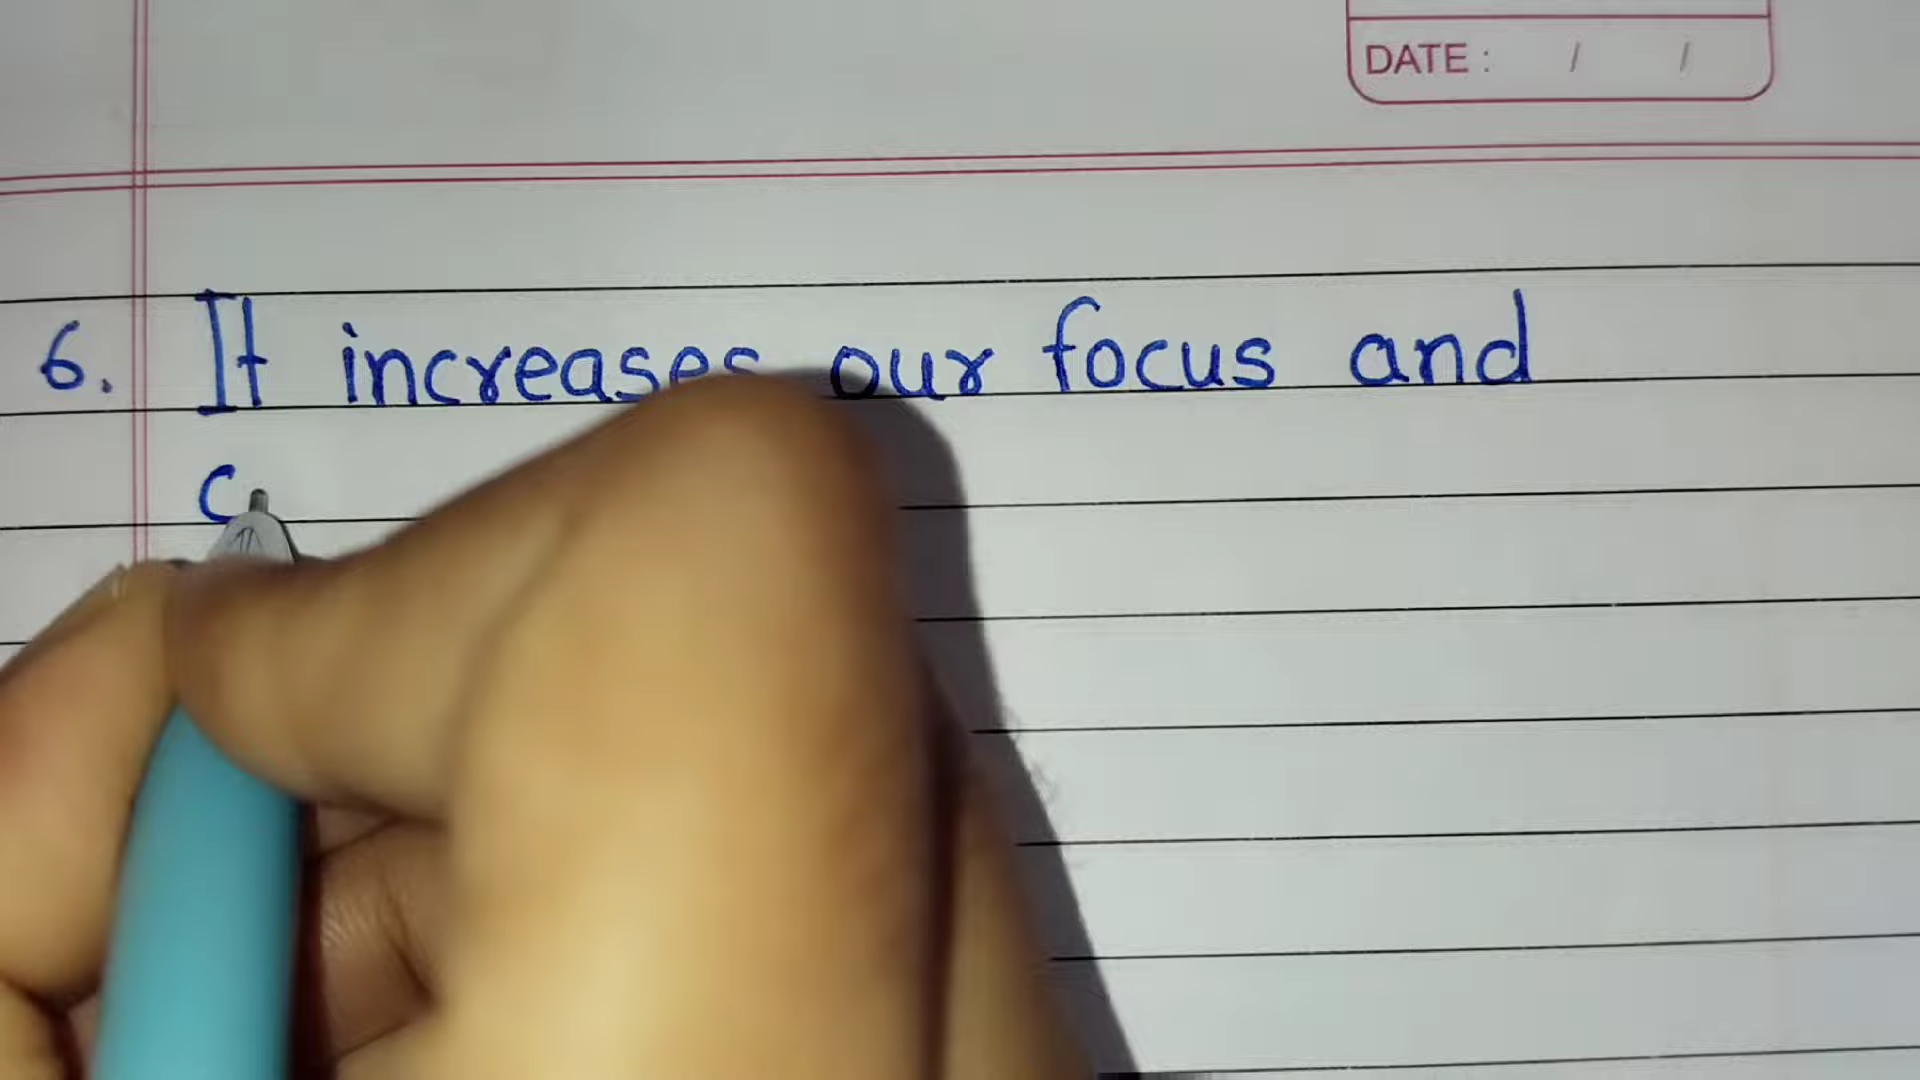 DATE : / /
6. It increases our focus and
c